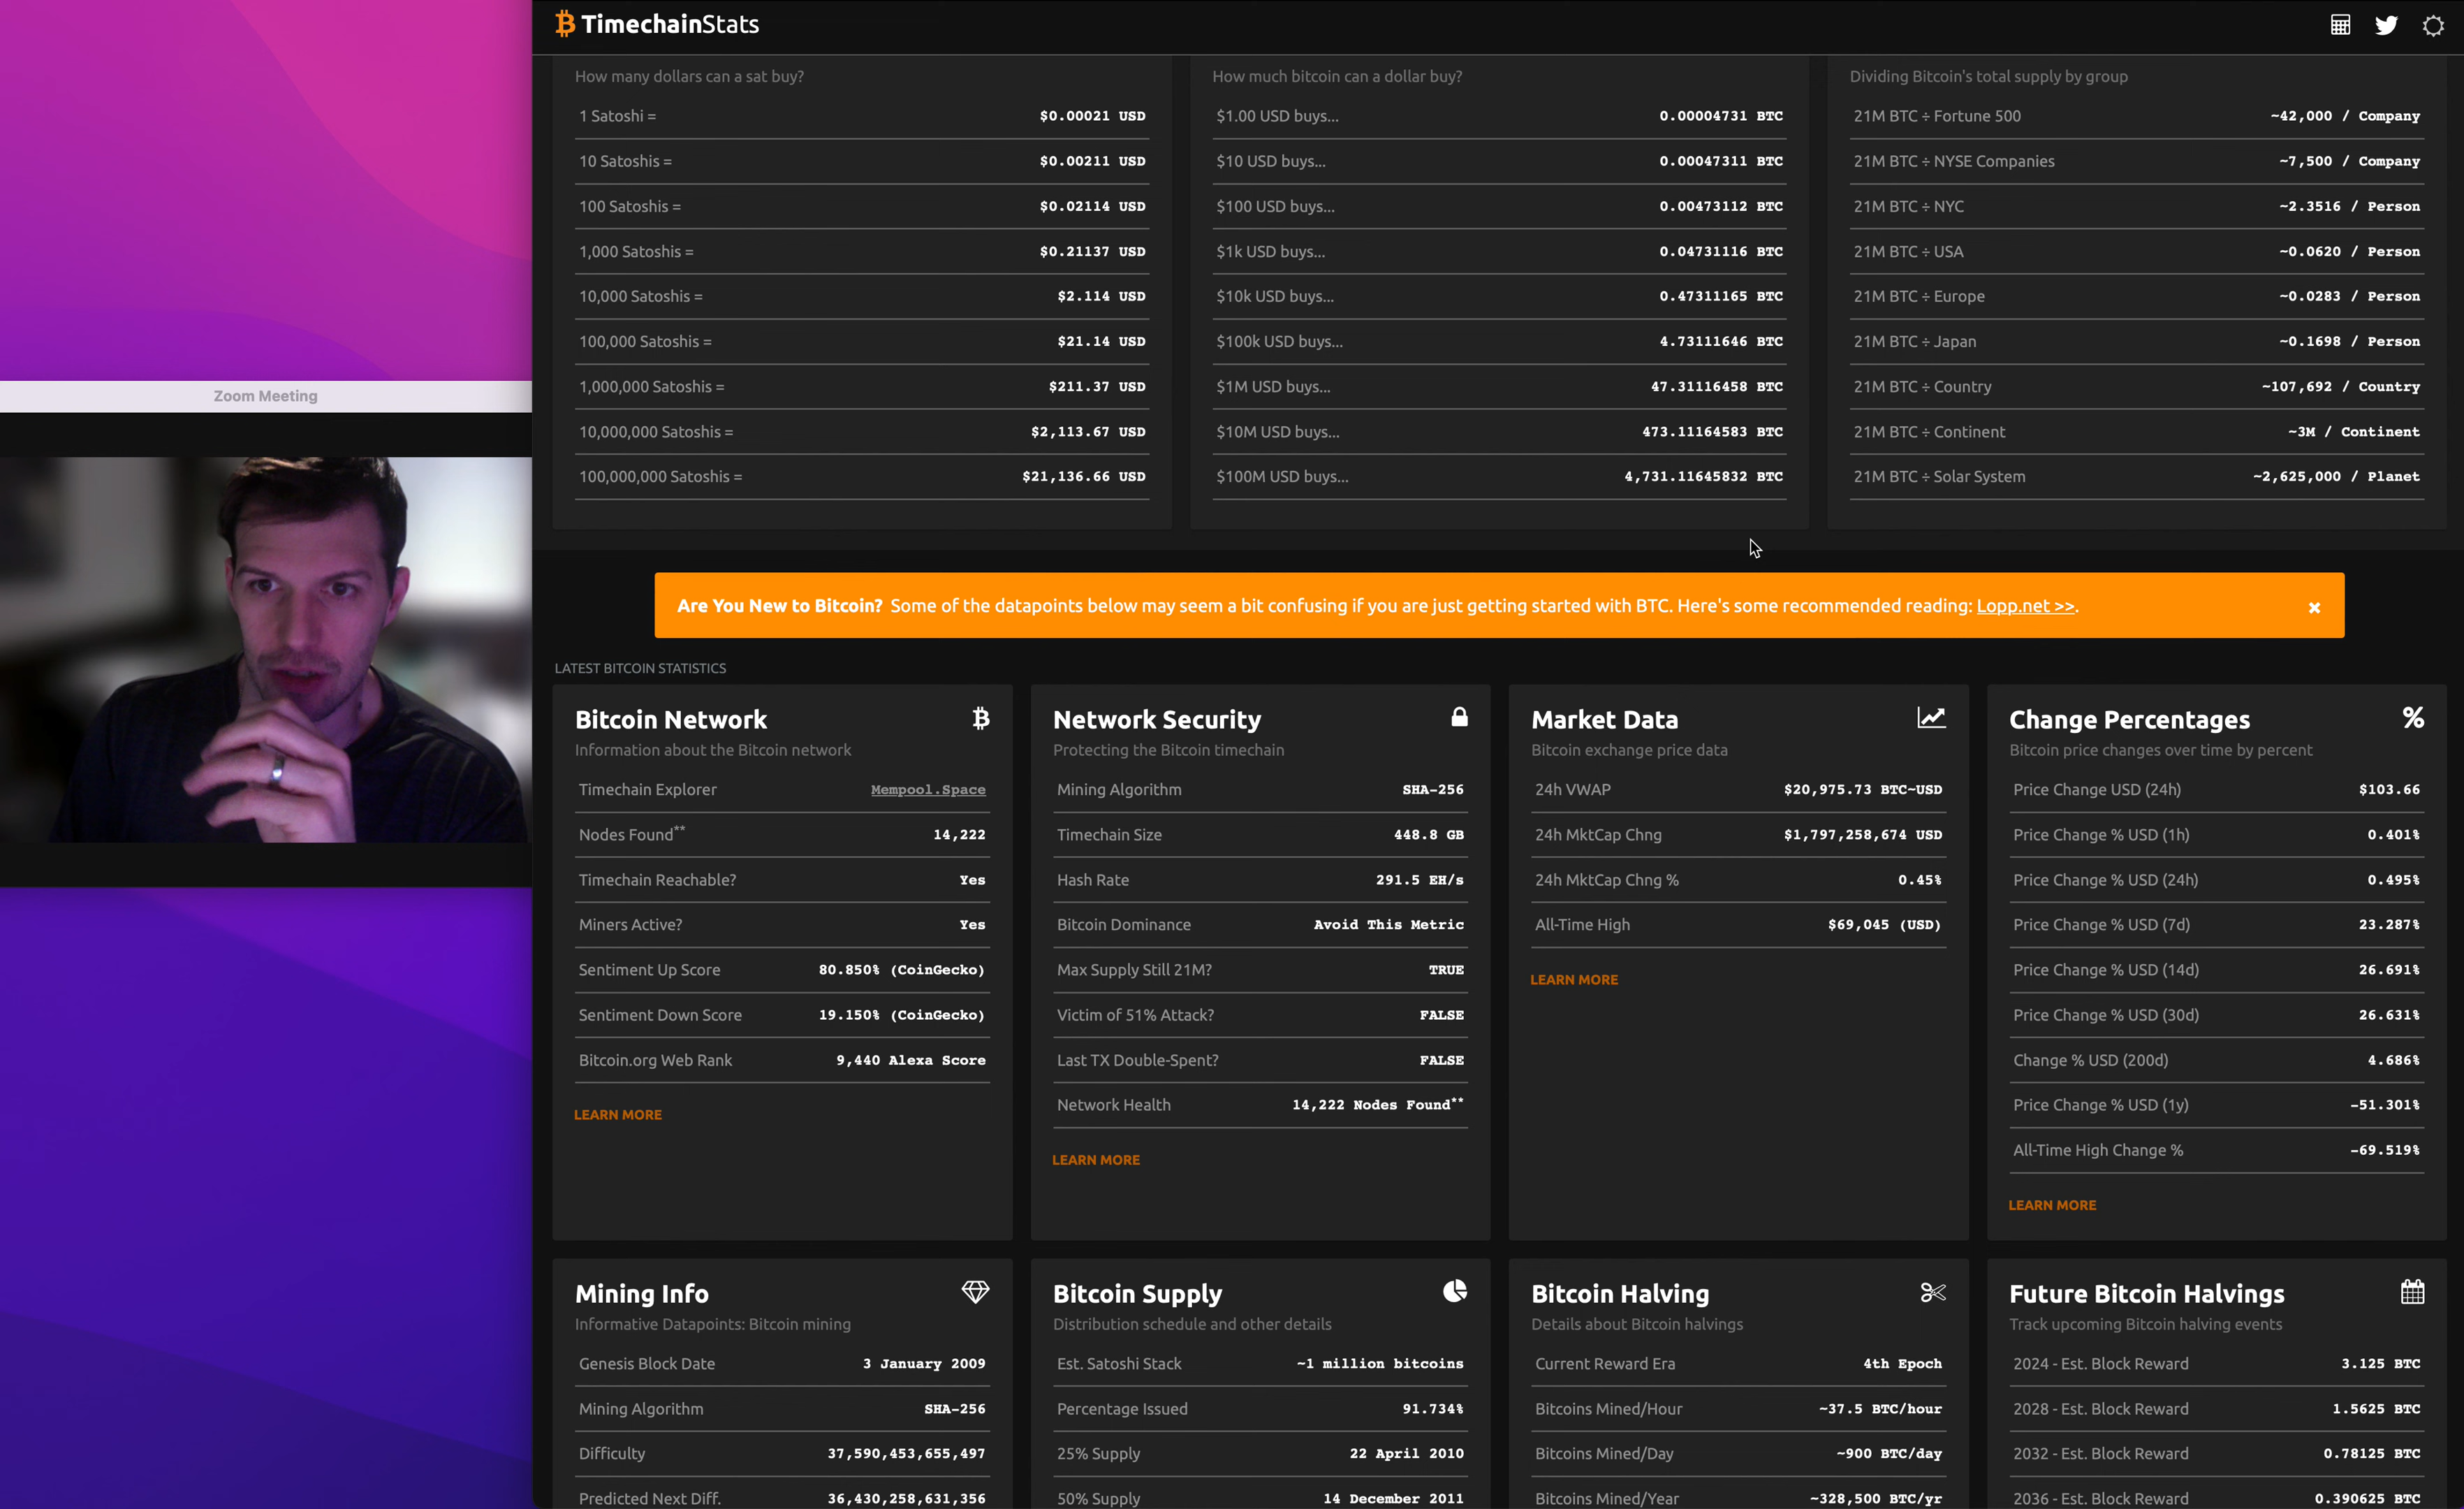 TimechainStats
How many dollars can a sat buy?
1 Satoshi = $0.00021 USD
10 Satoshis = $0.00211 USD
100 Satoshis = $0.02114 USD
1,000 Satoshis = $0.21137 USD
10,000 Satoshis = $2.114 USD
100,000 Satoshis = $21.14 USD
1,000,000 Satoshis = $211.37 USD
10,000,000 Satoshis = $2,113.67 USD
100,000,000 Satoshis = $21,136.66 USD
How much bitcoin can a dollar buy?
$1.00 USD buys... 0.00004731 BTC
$10 USD buys... 0.00047311 BTC
$100 USD buys... 0.00473112 BTC
$1k USD buys... 0.04731116 BTC
$10k USD buys... 0.47311165 BTC
$100k USD buys... 4.73111646 BTC
$1M USD buys... 47.31116458 BTC
$10M USD buys... 473.11164583 BTC
$100M USD buys... 4,731.11645832 BTC
Dividing Bitcoin's total supply by group
21M BTC ÷ Fortune 500 ~42,000 / Company
21M BTC ÷ NYSE Companies ~7,500 / Company
21M BTC ÷ NYC ~2.3516 / Person
21M BTC ÷ USA ~0.0620 / Person
21M BTC ÷ Europe ~0.0283 / Person
21M BTC ÷ Japan ~0.1698 / Person
21M BTC ÷ Country ~107,692 / Country
21M BTC ÷ Continent ~3M / Continent
21M BTC ÷ Solar System ~2,625,000 / Planet
Zoom Meeting
Are You New to Bitcoin? Some of the datapoints below may seem a bit confusing if you are just getting started with BTC. Here's some recommended reading: Lopp.net >>.
LATEST BITCOIN STATISTICS
Bitcoin Network
Information about the Bitcoin network
Timechain Explorer Mempool.Space
Nodes Found** 14,222
Timechain Reachable? Yes
Miners Active? Yes
Sentiment Up Score 80.850% (CoinGecko)
Sentiment Down Score 19.150% (CoinGecko)
Bitcoin.org Web Rank 9,440 Alexa Score
LEARN MORE
Network Security
Protecting the Bitcoin timechain
Mining Algorithm SHA-256
Timechain Size 448.8 GB
Hash Rate 291.5 EH/s
Bitcoin Dominance Avoid This Metric
Max Supply Still 21M? TRUE
Victim of 51% Attack? FALSE
Last TX Double-Spent? FALSE
Network Health 14,222 Nodes Found**
LEARN MORE
Market Data
Bitcoin exchange price data
24h VWAP $20,975.73 BTC~USD
24h MktCap Chng $1,797,258,674 USD
24h MktCap Chng % 0.45%
All-Time High $69,045 (USD)
LEARN MORE
Change Percentages %
Bitcoin price changes over time by percent
Price Change USD (24h) $103.66
Price Change % USD (1h) 0.401%
Price Change % USD (24h) 0.495%
Price Change % USD (7d) 23.287%
Price Change % USD (14d) 26.691%
Price Change % USD (30d) 26.631%
Change % USD (200d) 4.686%
Price Change % USD (1y) -51.301%
All-Time High Change % -69.519%
LEARN MORE
Mining Info
Informative Datapoints: Bitcoin mining
Genesis Block Date 3 January 2009
Mining Algorithm SHA-256
Difficulty 37,590,453,655,497
Predicted Next Diff. 36,430,258,631,356
Bitcoin Supply
Distribution schedule and other details
Est. Satoshi Stack ~1 million bitcoins
Percentage Issued 91.734%
25% Supply 22 April 2010
50% Supply 14 December 2011
Bitcoin Halving
Details about Bitcoin halvings
Current Reward Era 4th Epoch
Bitcoins Mined/Hour ~37.5 BTC/hour
Bitcoins Mined/Day ~900 BTC/day
Bitcoins Mined/Year ~328,500 BTC/yr
Future Bitcoin Halvings
Track upcoming Bitcoin halving events
2024 - Est. Block Reward 3.125 BTC
2028 - Est. Block Reward 1.5625 BTC
2032 - Est. Block Reward 0.78125 BTC
2036 - Est. Block Reward 0.390625 BTC